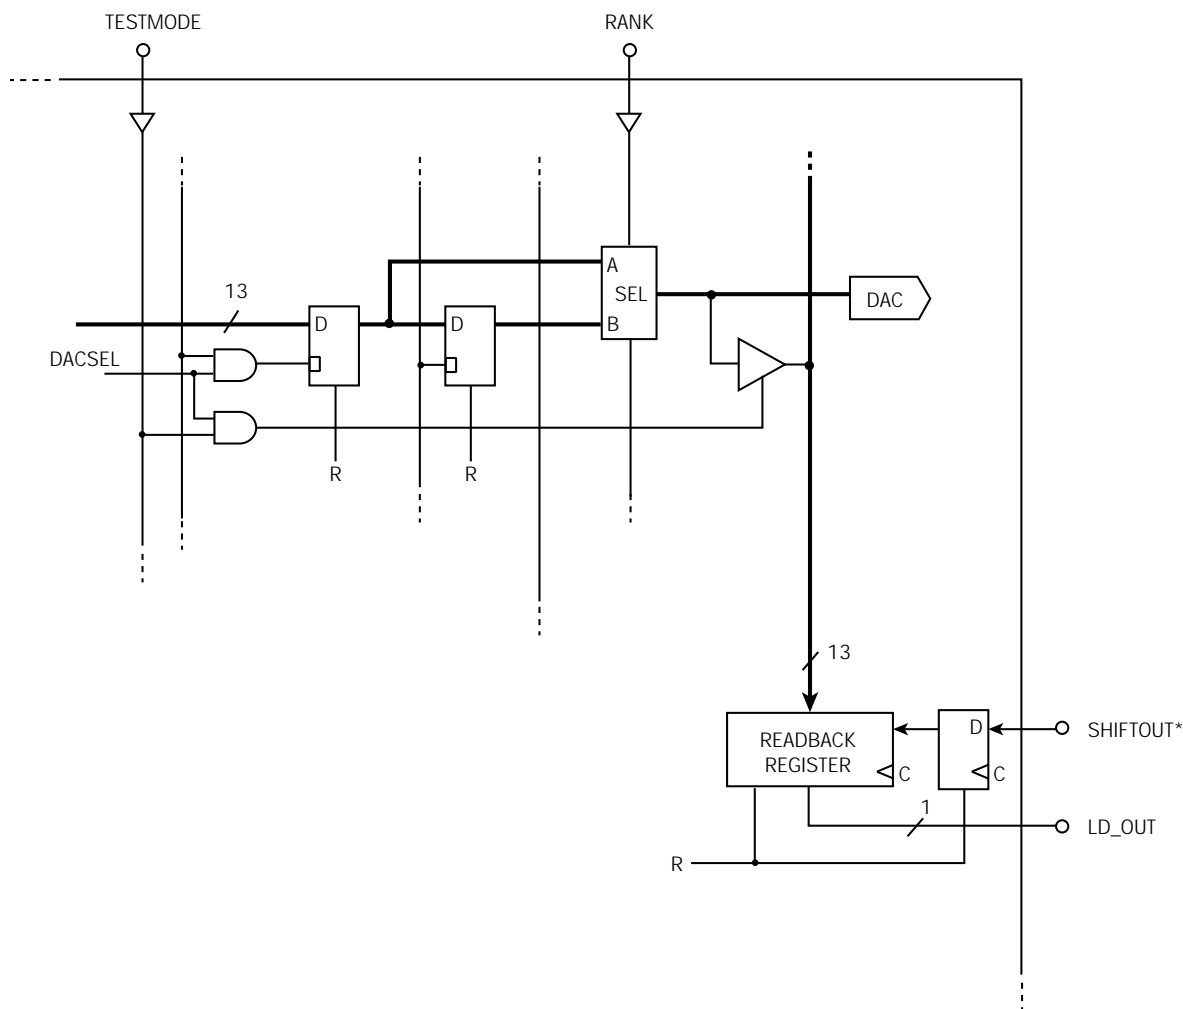 TESTMODE
RANK
A
13
SEL
DAC
D
D
B
DACSEL
R
R
13
D
SHIFTOUT*
READBACK
REGISTER
C
C
1
LD_OUT
R